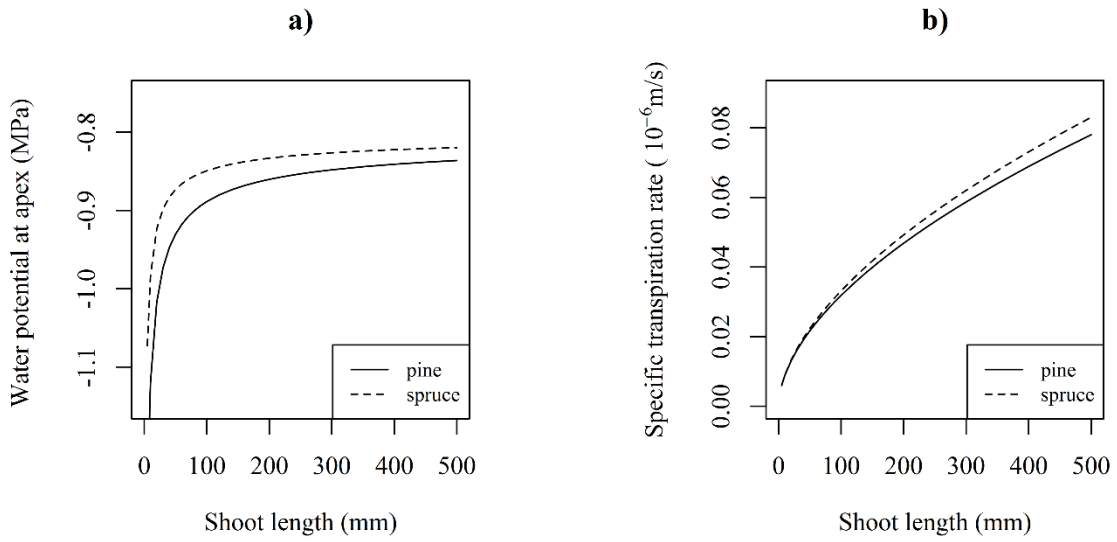 a)
Water potential at apex (MPa)
-0.8
-0.9
-1.0
-1.1
pine
spruce
0 100 200 300 400 500
Shoot length (mm)
b)
Specific transpiration rate ( 10⁻⁶m/s)
0.08
0.06
0.04
0.02
0.00
pine
spruce
0 100 200 300 400 500
Shoot length (mm)